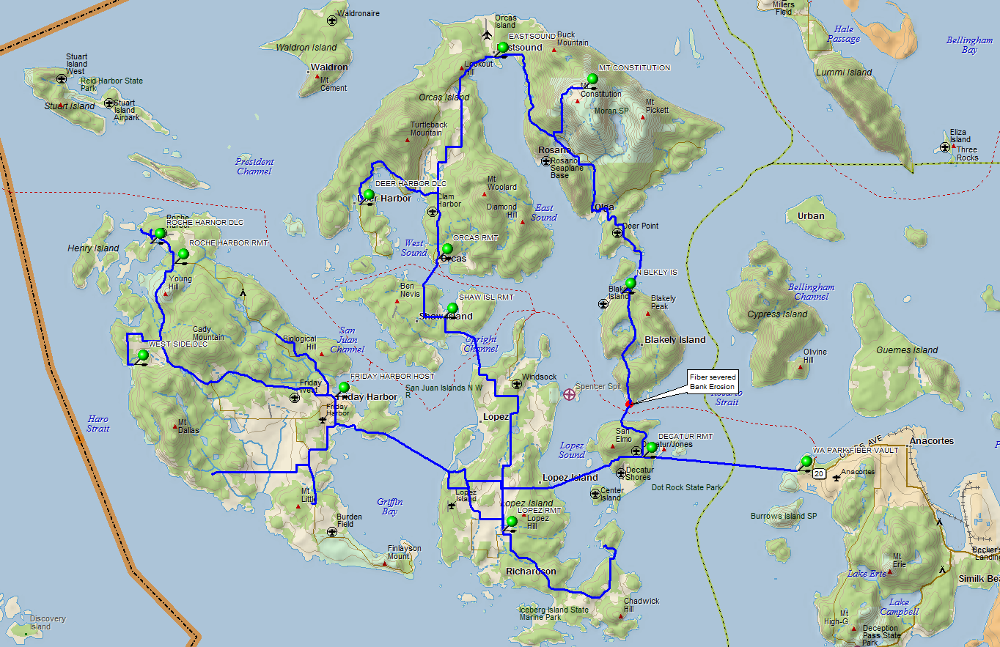 Waldronaire
Orcas
Island
Millers
Field
Hale
Passage
Bellingham
Bay
EASTSOUND
Buck
Mountain
Waldron Island
Stuart
Island
West
Waldron
Lookout
Hill
MT CONSTITUTION
Lummi Island
Reid Harbor State
Park
Mt
Cement
Mt
Constitution
Orcas Island
Stuart Island
Stuart
Island
Airpark
Moran SP
Mt
Pickett
Turtleback
Mountain
Eliza
Island
Three
Rocks
President
Channel
Rosario
Seaplane
Base
Mt
Woolard
DEER HARBOR DLC
Deer Harbor
Clam
Harbor
Diamond
Hill
East
Sound
Olga
Urban
ROCHE HARNOR DLC
Deer Point
Henry Island
ROCHE HARBOR RMT
West
Sound
ORCAS RMT
Orcas
Young
Hill
Ben
Nevis
N BLKLY IS
SHAW ISL RMT
Blakely
Peak
Bellingham
Channel
Shaw Island
Cypress Island
Cady
Mountain
San
Juan
Channel
Biological
Hill
Upright
Channel
Blakely Island
WEST SIDE DLC
Olivine
Hill
Guemes Island
FRIDAY HARBOR HOST
Windsock
Fiber severed
Bank Erosion
Friday
West
San Juan Islands N W
R
Spencer Spit
Friday Harbor
Friday
Harbor
Rosario
Strait
Haro
Strait
Mt
Dallas
Lopez
San
Elmo
DECATUR RMT
Decatur/Jones
Lopez
Sound
WA PARK FIBER VAULT
AVE
Anacortes
20
Anacortes
Decatur
Shores
Lopez Island
Dot Rock State Park
Lopez
Island
Center
Island
Mt
Little
Griffin
Bay
Lopez Island
LOPEZ RMT
Lopez
Hill
Burrows Island SP
Burden
Field
Finlayson
Mount
Becker's
Landing
Mt
Erie
Richardson
Lake Erie
Similk Bea
Iceberg Island State
Marine Park
Chadwick
Hill
Lake
Campbell
Mt
High-G
Discovery
Island
Deception
Pass State
Park